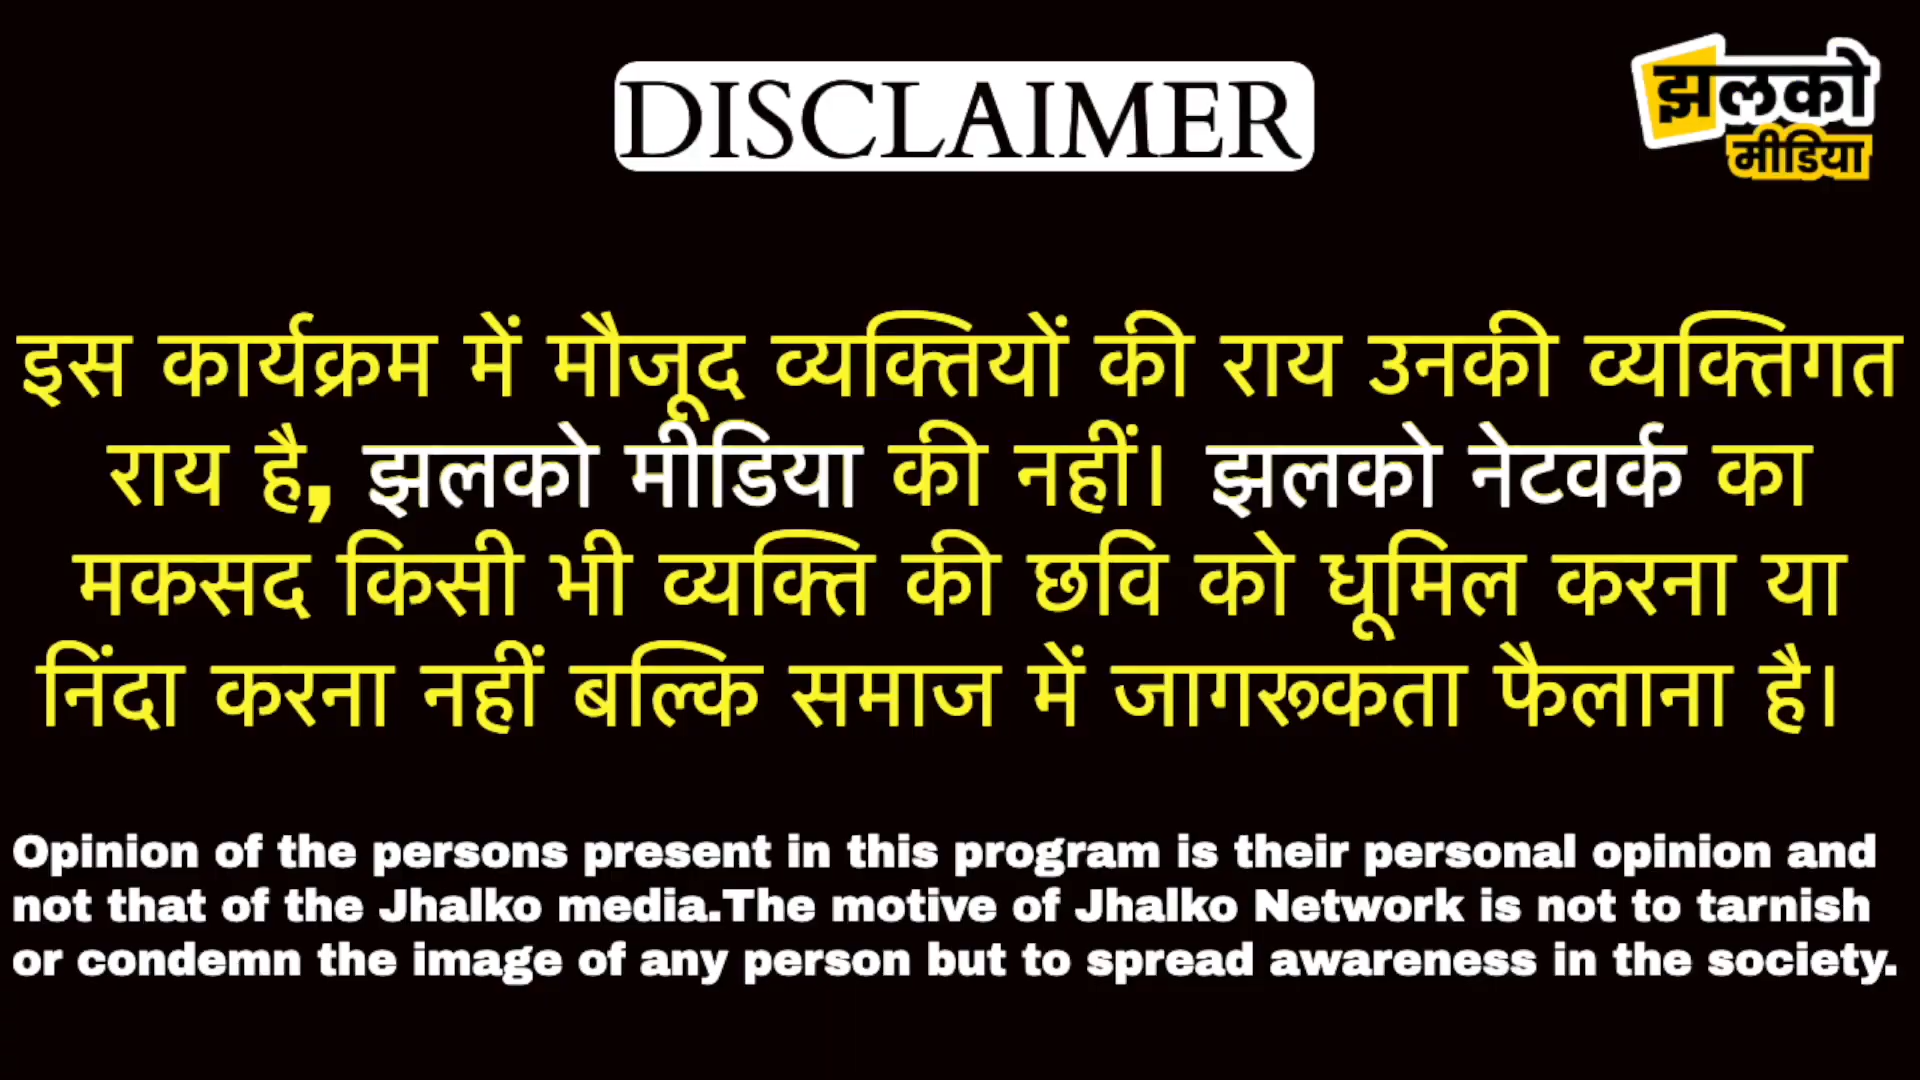 DISCLAIMER
झलको
मीडिया
इस कार्यक्रम में मौजूद व्यक्तियों की राय उनकी व्यक्तिगत
राय है, झलको मीडिया की नहीं। झलको नेटवर्क का
मकसद किसी भी व्यक्ति की छवि को धूमिल करना या
निंदा करना नहीं बल्कि समाज में जागरूकता फैलाना है।
Opinion of the persons present in this program is their personal opinion and
not that of the Jhalko media.The motive of Jhalko Network is not to tarnish
or condemn the image of any person but to spread awareness in the society.